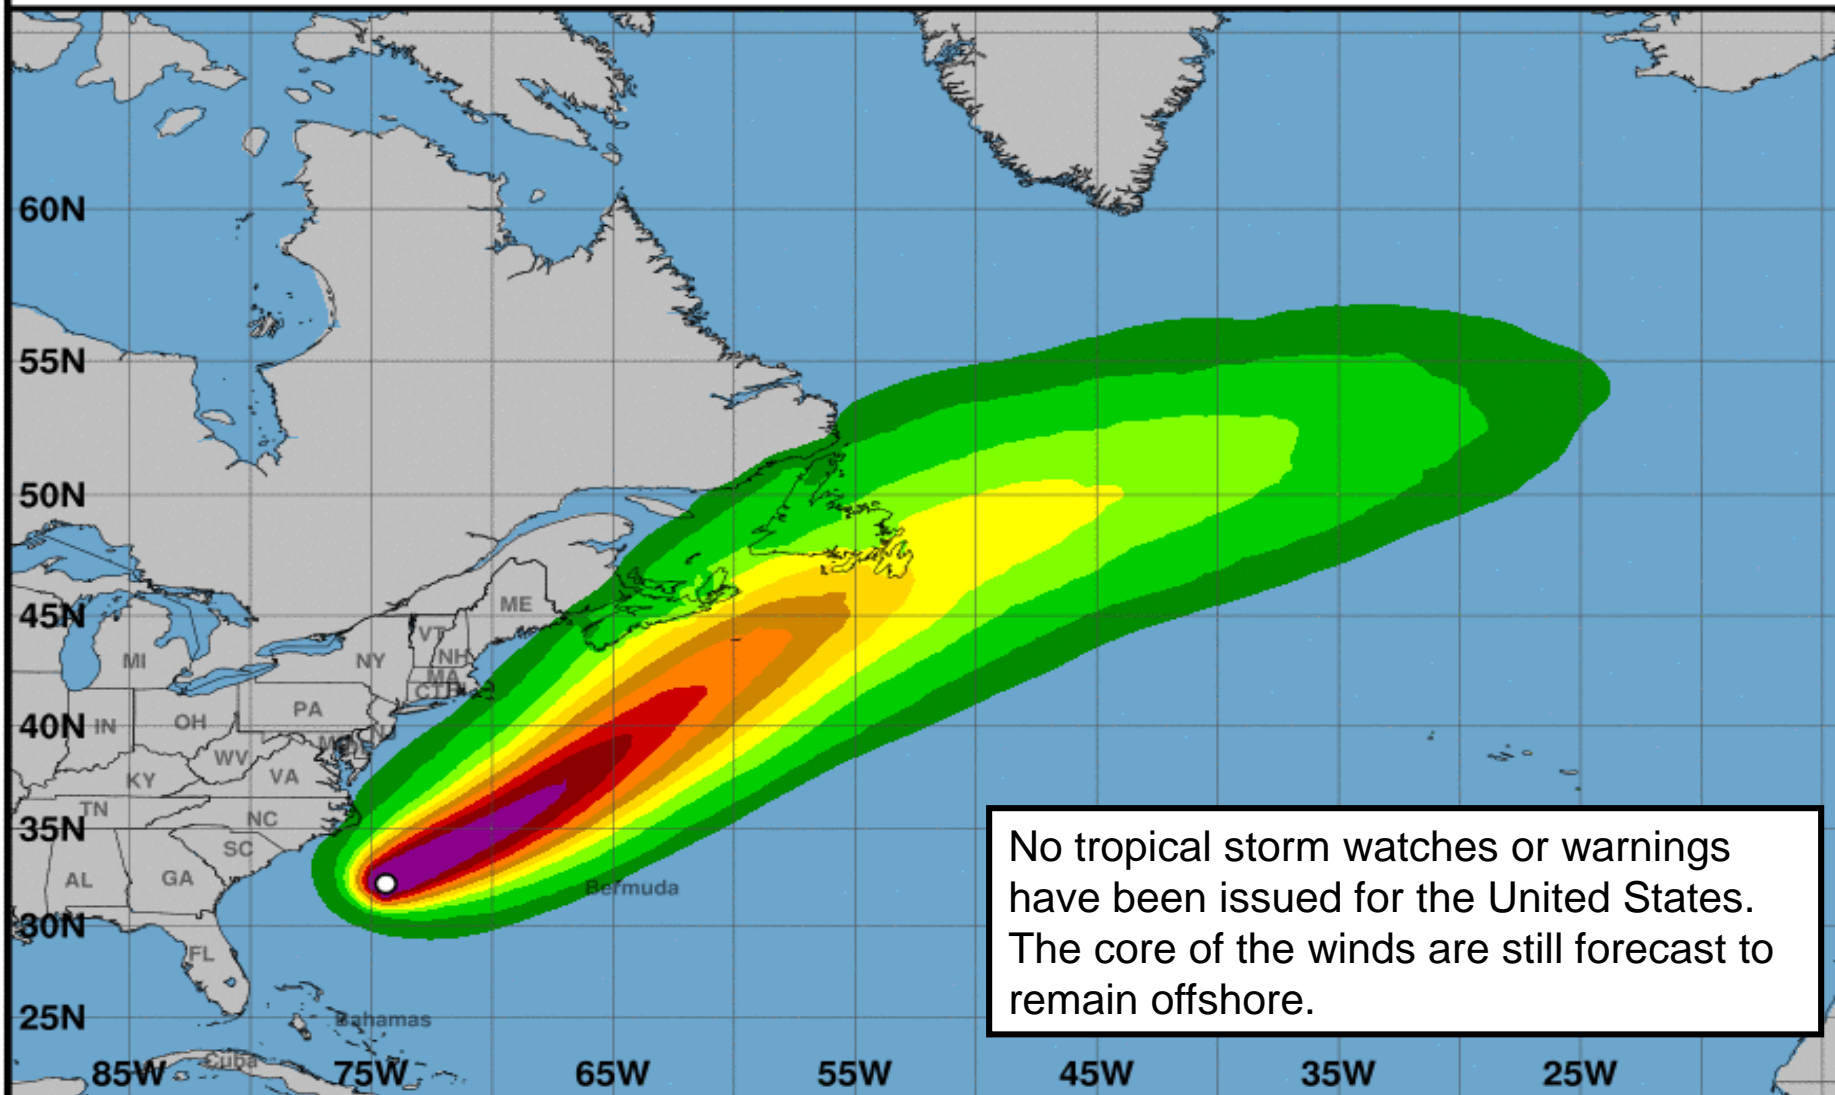 60N
55N
50N
45N
40N
35N
30N
25N
85W
75W
65W
55W
45W
35W
25W
ME
VT
NH
MA
CT
NY
MI
PA
IN
OH
WV
KY
VA
TN
NC
SC
AL
GA
FL
Bermuda
Bahamas
Cuba
No tropical storm watches or warnings
have been issued for the United States.
The core of the winds are still forecast to
remain offshore.